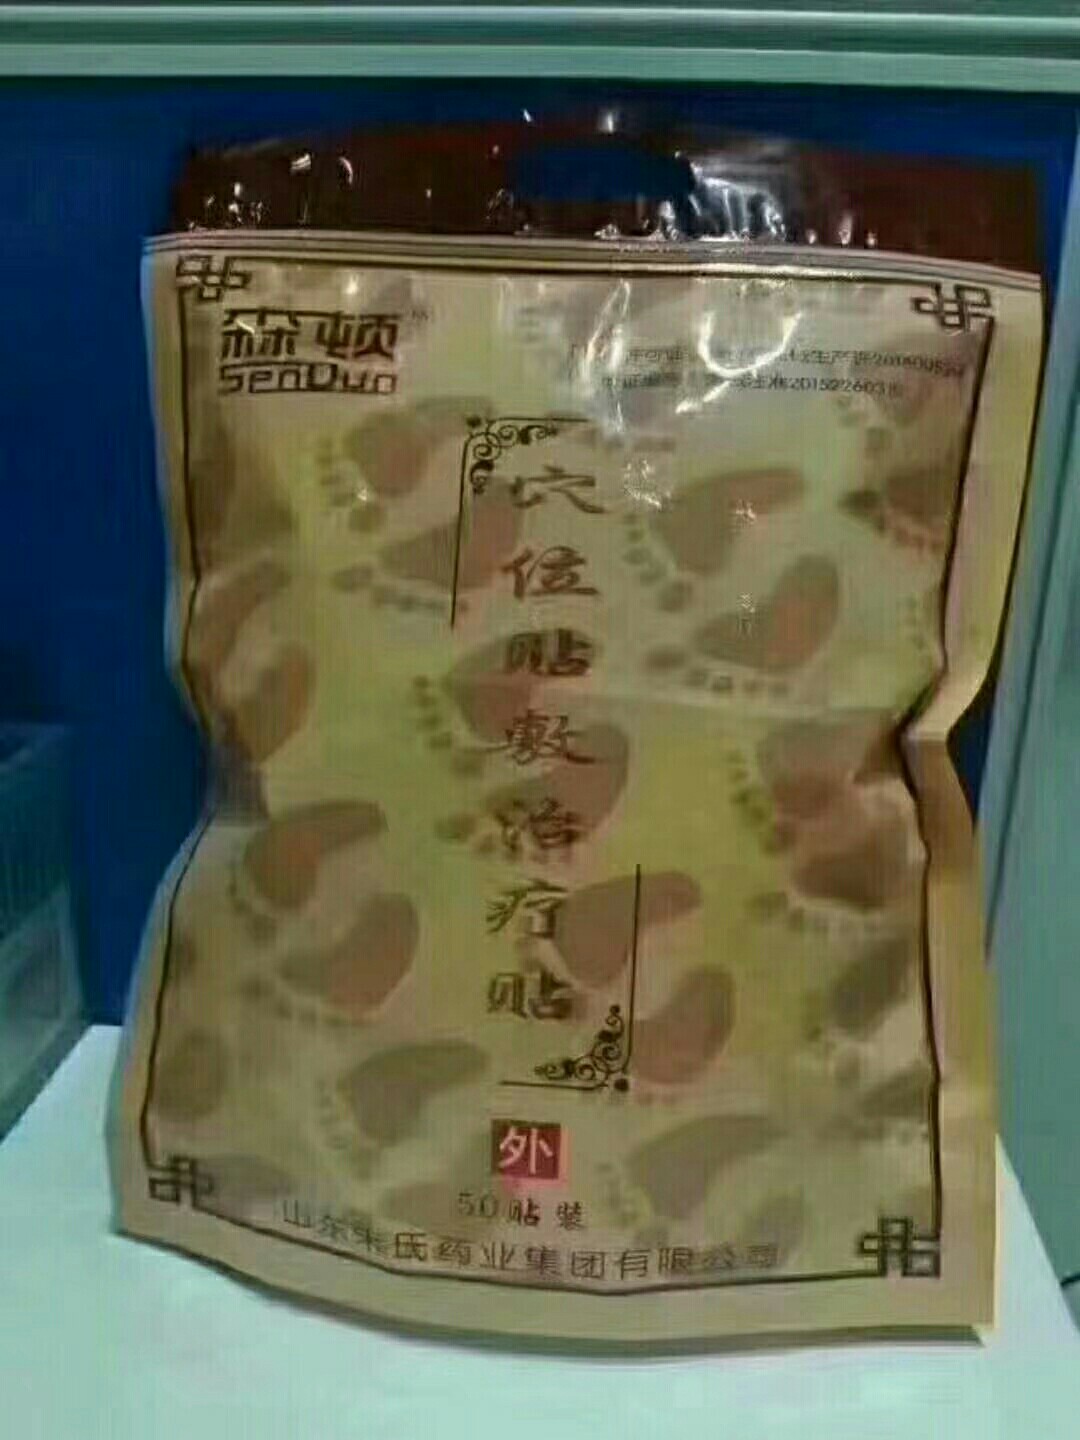 森顿
SenDun
穴位贴敷治疗贴
外
50贴装
山东朱氏药业集团有限公司